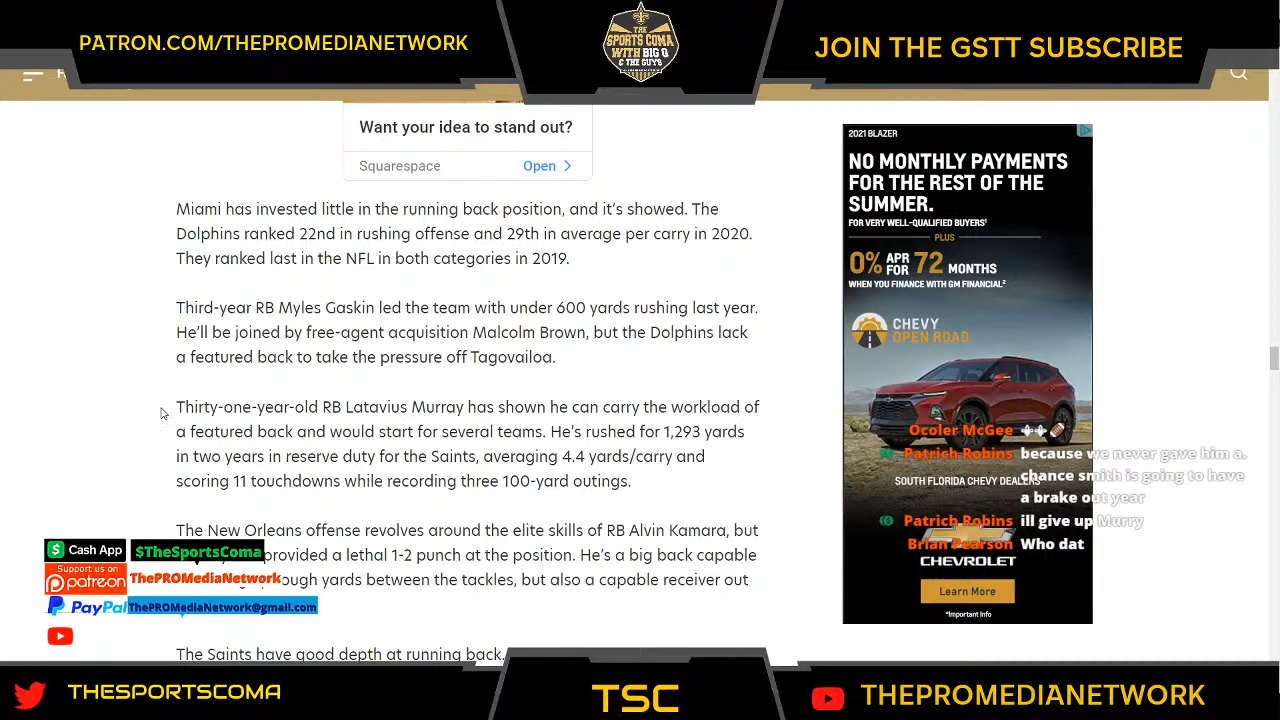 PATRON.COM/THEPROMEDIANETWORK
THE
SPORTS COMA
WITH BIG Q
& THE GUYS
JOIN THE GSTT SUBSCRIBE
Want your idea to stand out?
Squarespace
Open
Miami has invested little in the running back position, and it’s showed. The
Dolphins ranked 22nd in rushing offense and 29th in average per carry in 2020.
They ranked last in the NFL in both categories in 2019.
Third-year RB Myles Gaskin led the team with under 600 yards rushing last year.
He’ll be joined by free-agent acquisition Malcolm Brown, but the Dolphins lack
a featured back to take the pressure off Tagovailoa.
Thirty-one-year-old RB Latavius Murray has shown he can carry the workload of
a featured back and would start for several teams. He’s rushed for 1,293 yards
in two years in reserve duty for the Saints, averaging 4.4 yards/carry and
scoring 11 touchdowns while recording three 100-yard outings.
The New Orleans offense revolves around the elite skills of RB Alvin Kamara, but
provided a lethal 1-2 punch at the position. He’s a big back capable
yards between the tackles, but also a capable receiver out
The Saints have good depth at running back.
2021 BLAZER
NO MONTHLY PAYMENTS
FOR THE REST OF THE
SUMMER.
FOR VERY WELL-QUALIFIED BUYERS¹
PLUS
0% APR FOR 72 MONTHS
WHEN YOU FINANCE WITH GM FINANCIAL²
CHEVY
OPEN ROAD
SOUTH FLORIDA CHEVY DEALERS
CHEVROLET
Learn More
*Important Info
Ocoler McGee
Patrich Robins because we never gave him a.
chance smith is going to have
a brake out year
Patrich Robins ill give up Murry
Brian Pearson Who dat
Cash App $TheSportsComa
Support us on
patreon ThePROMediaNetwork
PayPal ThePROMediaNetwork@gmail.com
THESPORTSCOMA
TSC
THEPROMEDIANETWORK